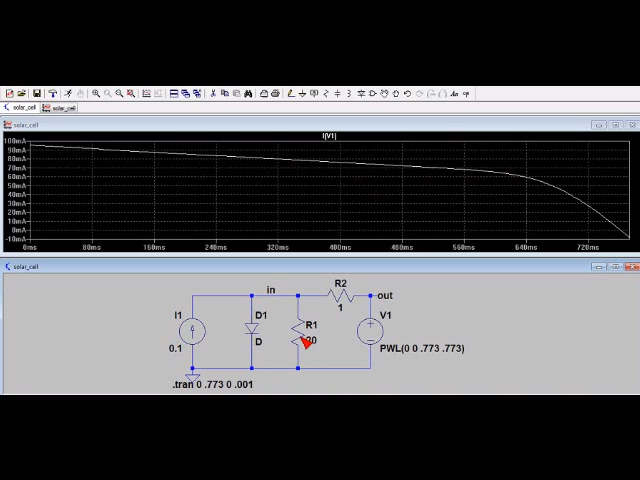 solar_cell
solar_cell
solar_cell
I(V1)
100mA
90mA
80mA
70mA
60mA
50mA
40mA
30mA
20mA
10mA
0mA
-10mA
0ms 80ms 160ms 240ms 320ms 400ms 480ms 560ms 640ms 720ms
solar_cell
in
R2
1
out
I1
0.1
D1
D
R1
V1
PWL(0 0 .773 .773)
.tran 0 .773 0 .001